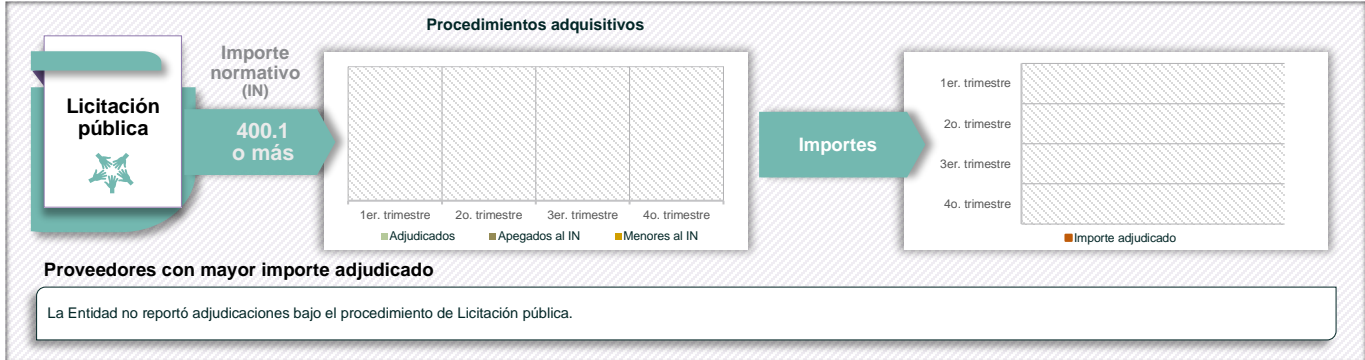 Procedimientos adquisitivos
Licitación
pública
Importe
normativo
(IN)
400.1
o más
1er. trimestre
2o. trimestre
3er. trimestre
4o. trimestre
Adjudicados
Apegados al IN
Menores al IN
Importes
1er. trimestre
2o. trimestre
3er. trimestre
4o. trimestre
Importe adjudicado
Proveedores con mayor importe adjudicado
La Entidad no reportó adjudicaciones bajo el procedimiento de Licitación pública.